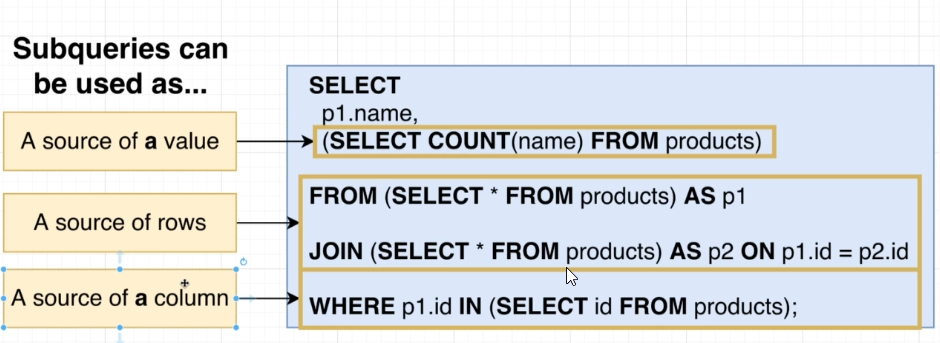 Subqueries can
be used as...
A source of a value
A source of rows
A source of a column
SELECT
p1.name,
(SELECT COUNT(name) FROM products)
FROM (SELECT * FROM products) AS p1
JOIN (SELECT * FROM products) AS p2 ON p1.id = p2.id
WHERE p1.id IN (SELECT id FROM products);